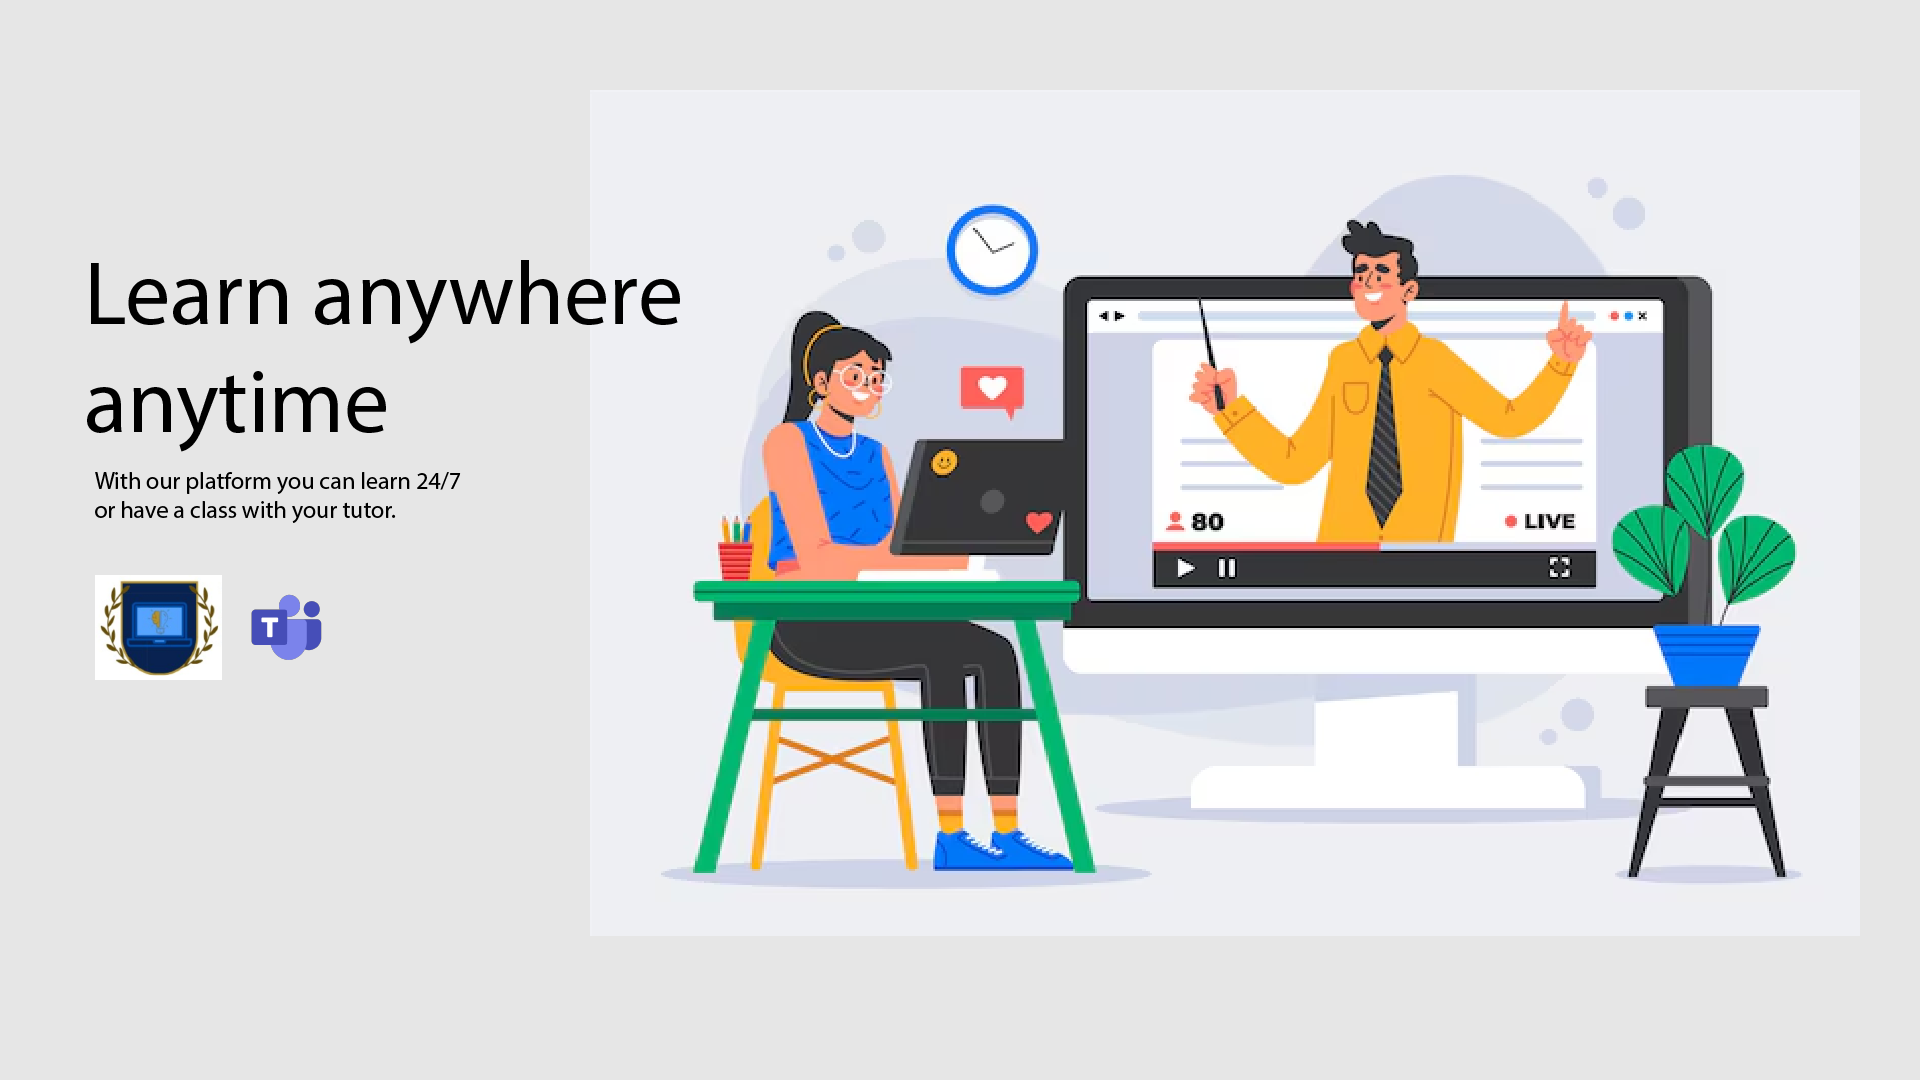 Learn anywhere
anytime
With our platform you can learn 24/7
or have a class with your tutor.
T
80
LIVE